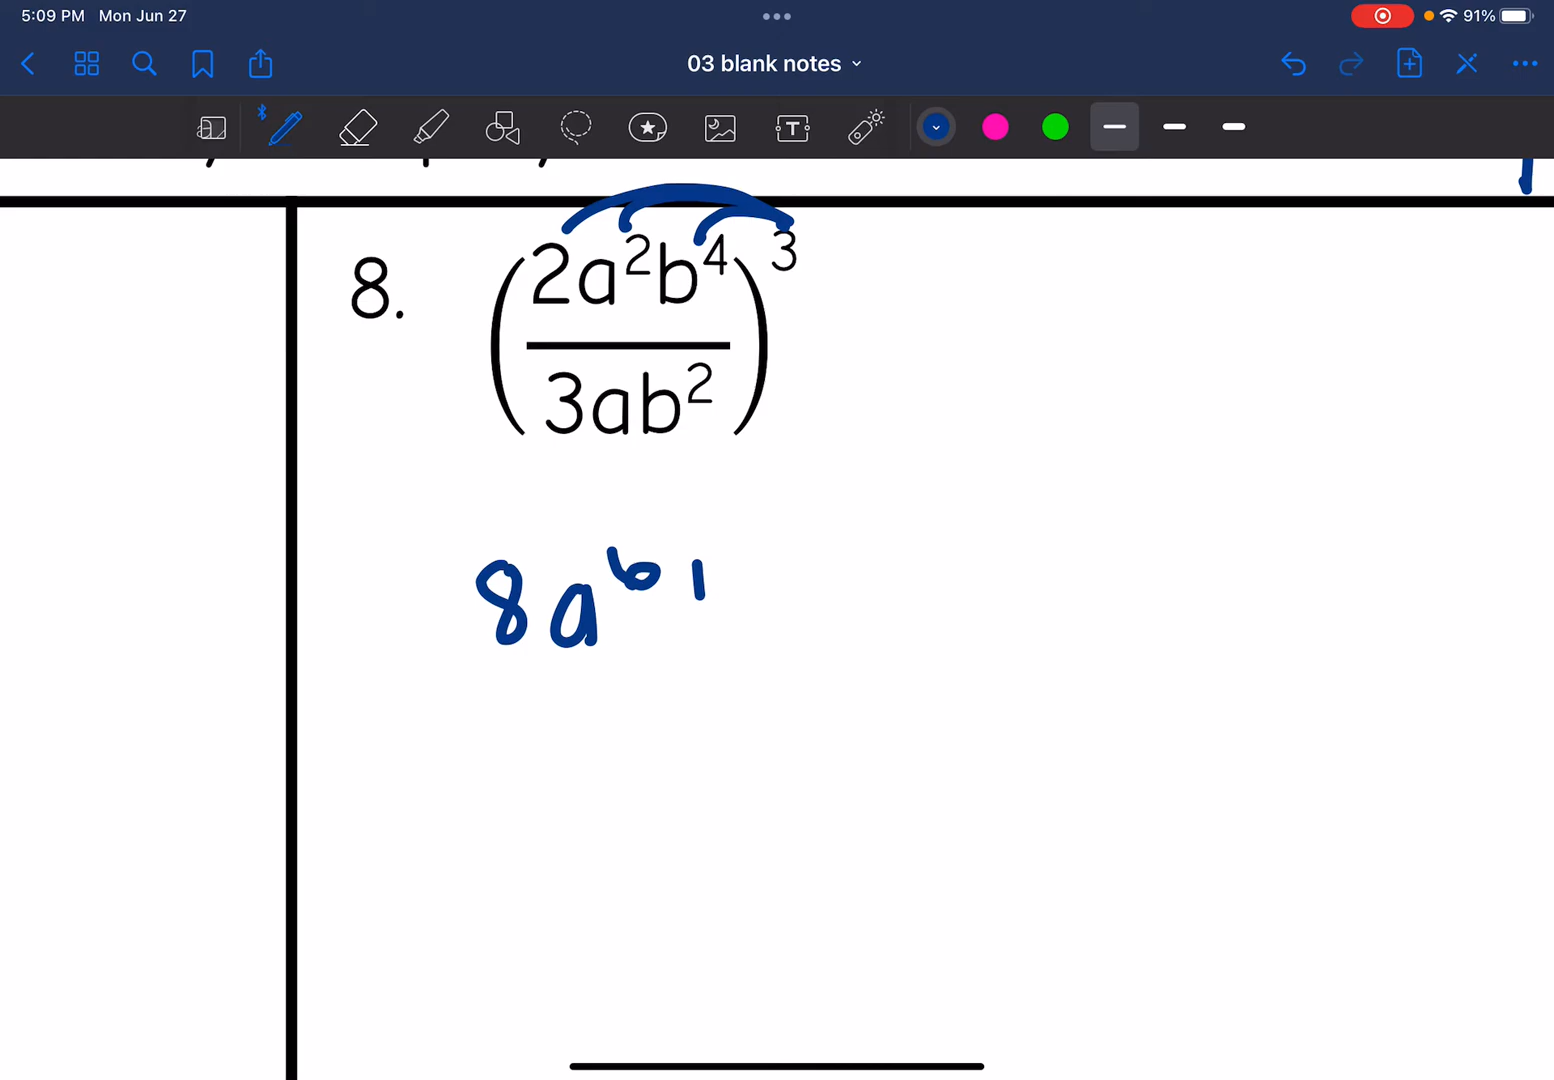 5:09 PM Mon Jun 27
91%
03 blank notes
T
8. (2a²b⁴/3ab²)³
8a⁶